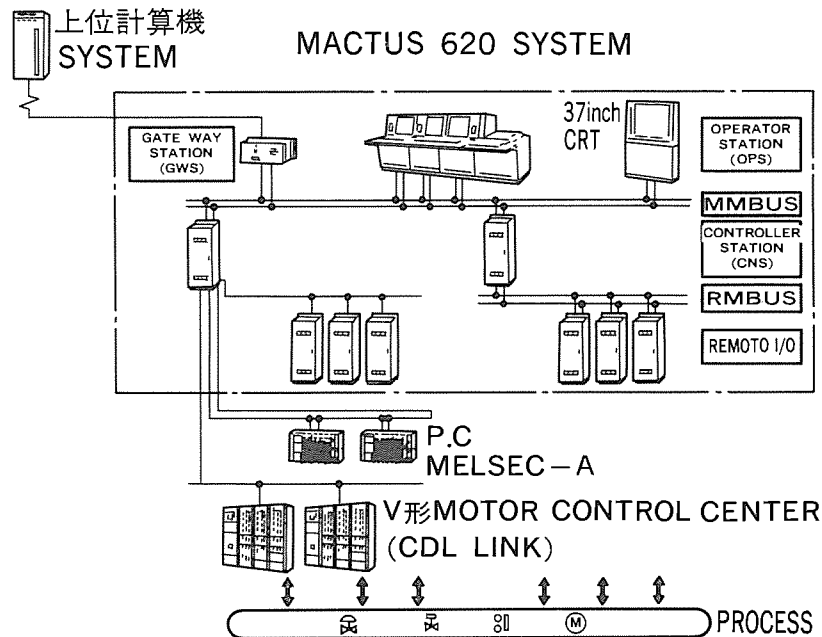 上位計算機
SYSTEM
MACTUS 620 SYSTEM
GATE WAY
STATION
(GWS)
37inch
CRT
OPERATOR
STATION
(OPS)
MMBUS
CONTROLLER
STATION
(CNS)
RMBUS
REMOTO I/O
P.C
MELSEC-A
V形MOTOR CONTROL CENTER
(CDL LINK)
M
PROCESS